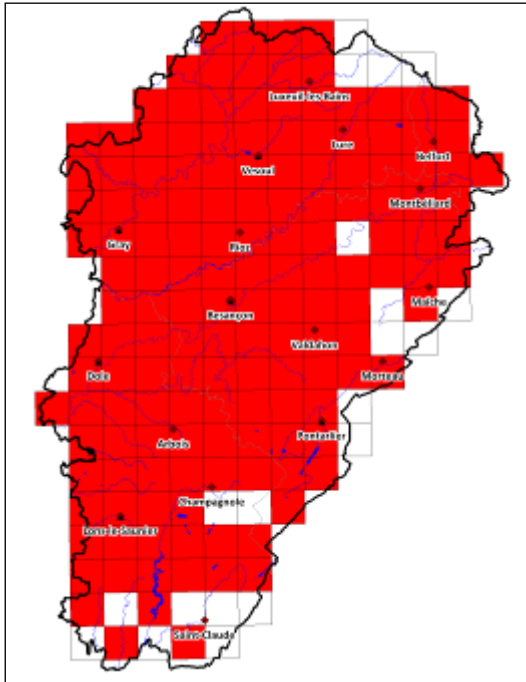 Luxeuil-les-Bains
Lure
Belfort
Vesoul
Montbéliard
Gray
Rioz
Maîche
Besançon
Valdahon
Dole
Morteau
Arbois
Pontarlier
Champagnole
Lons-le-Saunier
Saint-Claude